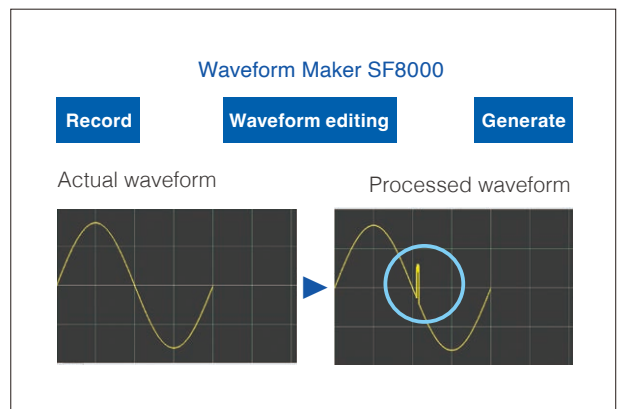 Waveform Maker SF8000
Record
Waveform editing
Generate
Actual waveform
Processed waveform